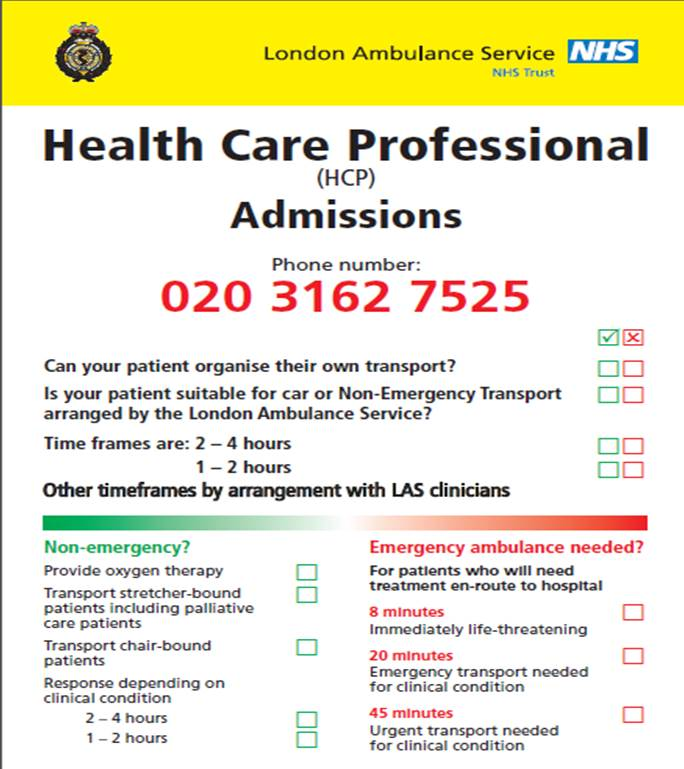 London Ambulance Service NHS
NHS Trust
Health Care Professional
(HCP)
Admissions
Phone number:
020 3162 7525
Can your patient organise their own transport?
Is your patient suitable for car or Non-Emergency Transport
arranged by the London Ambulance Service?
Time frames are: 2 – 4 hours
1 – 2 hours
Other timeframes by arrangement with LAS clinicians
Non-emergency?
Provide oxygen therapy
Transport stretcher-bound
patients including palliative
care patients
Transport chair-bound
patients
Response depending on
clinical condition
2 – 4 hours
1 – 2 hours
Emergency ambulance needed?
For patients who will need
treatment en-route to hospital
8 minutes
Immediately life-threatening
20 minutes
Emergency transport needed
for clinical condition
45 minutes
Urgent transport needed
for clinical condition